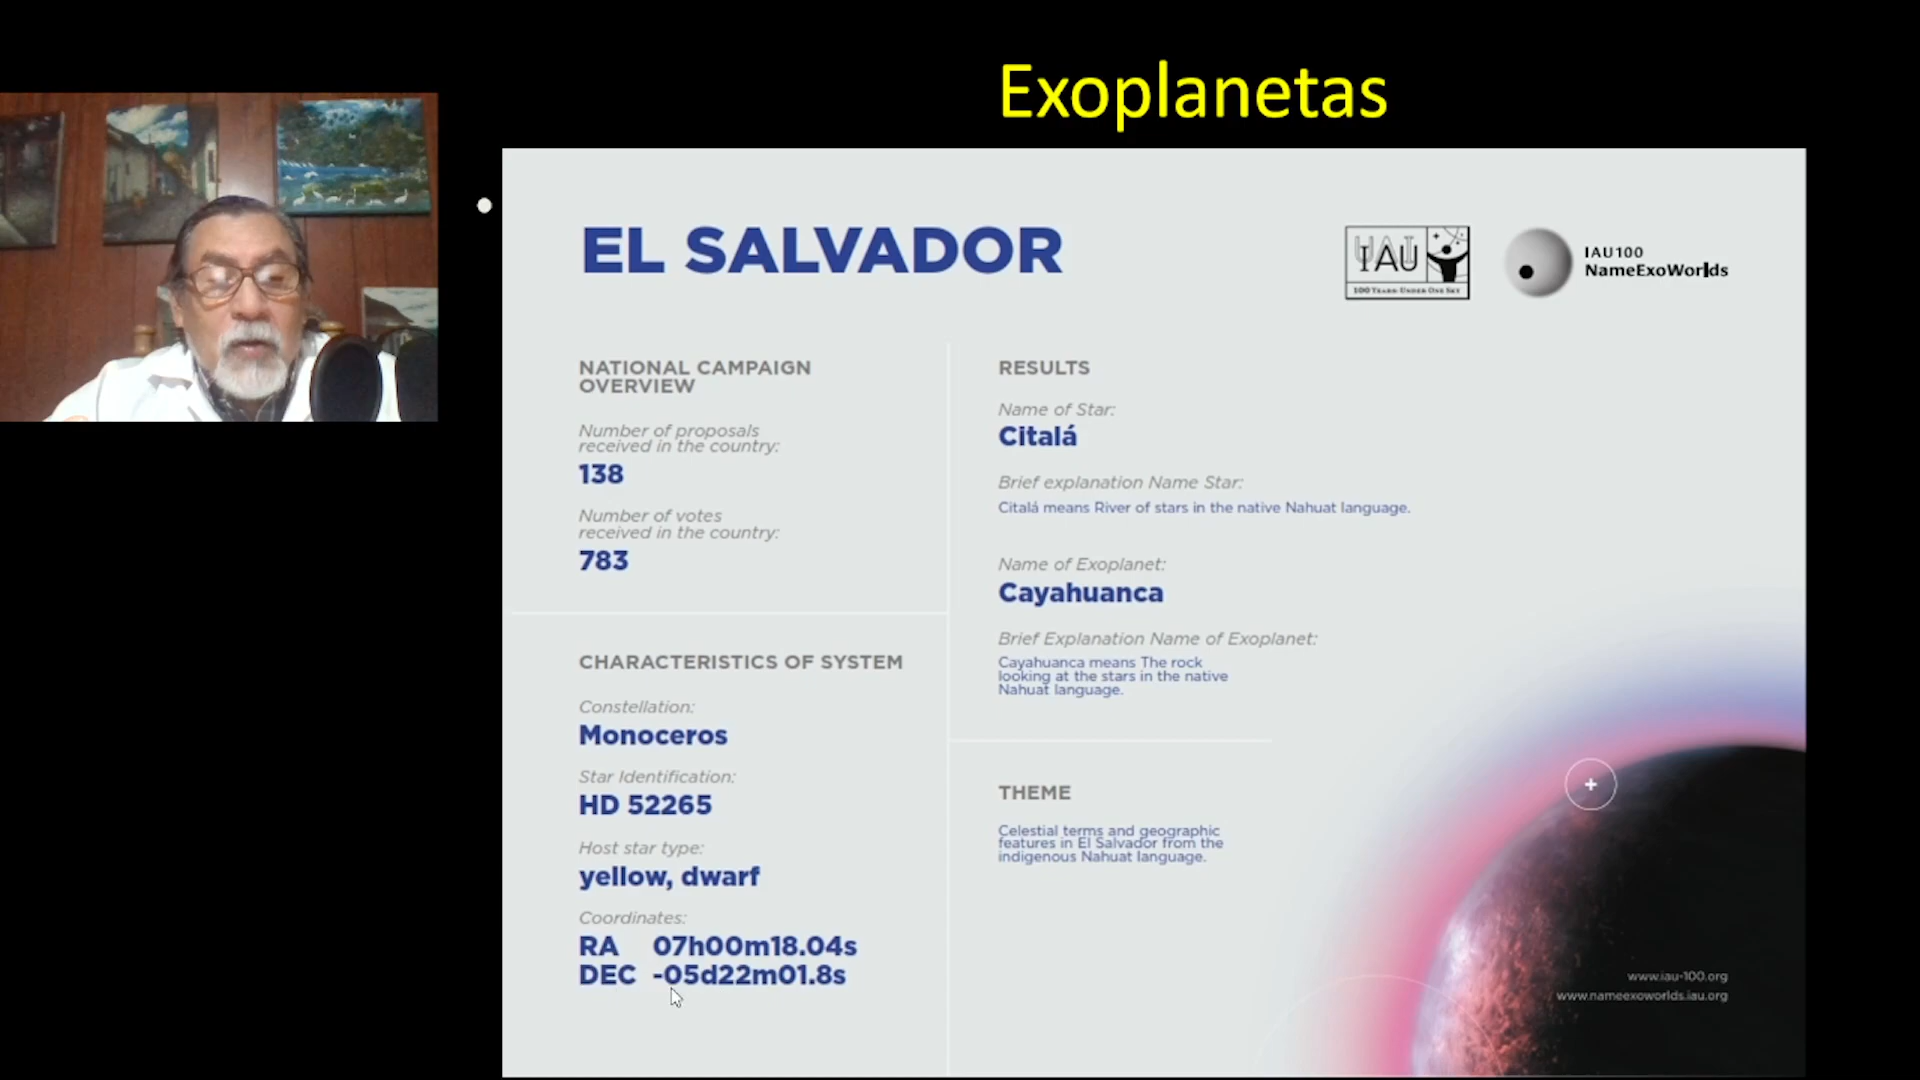 Exoplanetas
EL SALVADOR
IAU
100 Years: Under One Sky
IAU100
NameExoWorlds
NATIONAL CAMPAIGN
OVERVIEW
Number of proposals
received in the country:
138
Number of votes
received in the country:
783
CHARACTERISTICS OF SYSTEM
Constellation:
Monoceros
Star Identification:
HD 52265
Host star type:
yellow, dwarf
Coordinates:
RA 07h00m18.04s
DEC -05d22m01.8s
RESULTS
Name of Star:
Citalá
Brief explanation Name Star:
Citalá means River of stars in the native Nahuat language.
Name of Exoplanet:
Cayahuanca
Brief Explanation Name of Exoplanet:
Cayahuanca means The rock
looking at the stars in the native
Nahuat language.
THEME
Celestial terms and geographic
features in El Salvador from the
indigenous Nahuat language.
www.iau-100.org
www.nameexoworlds.iau.org